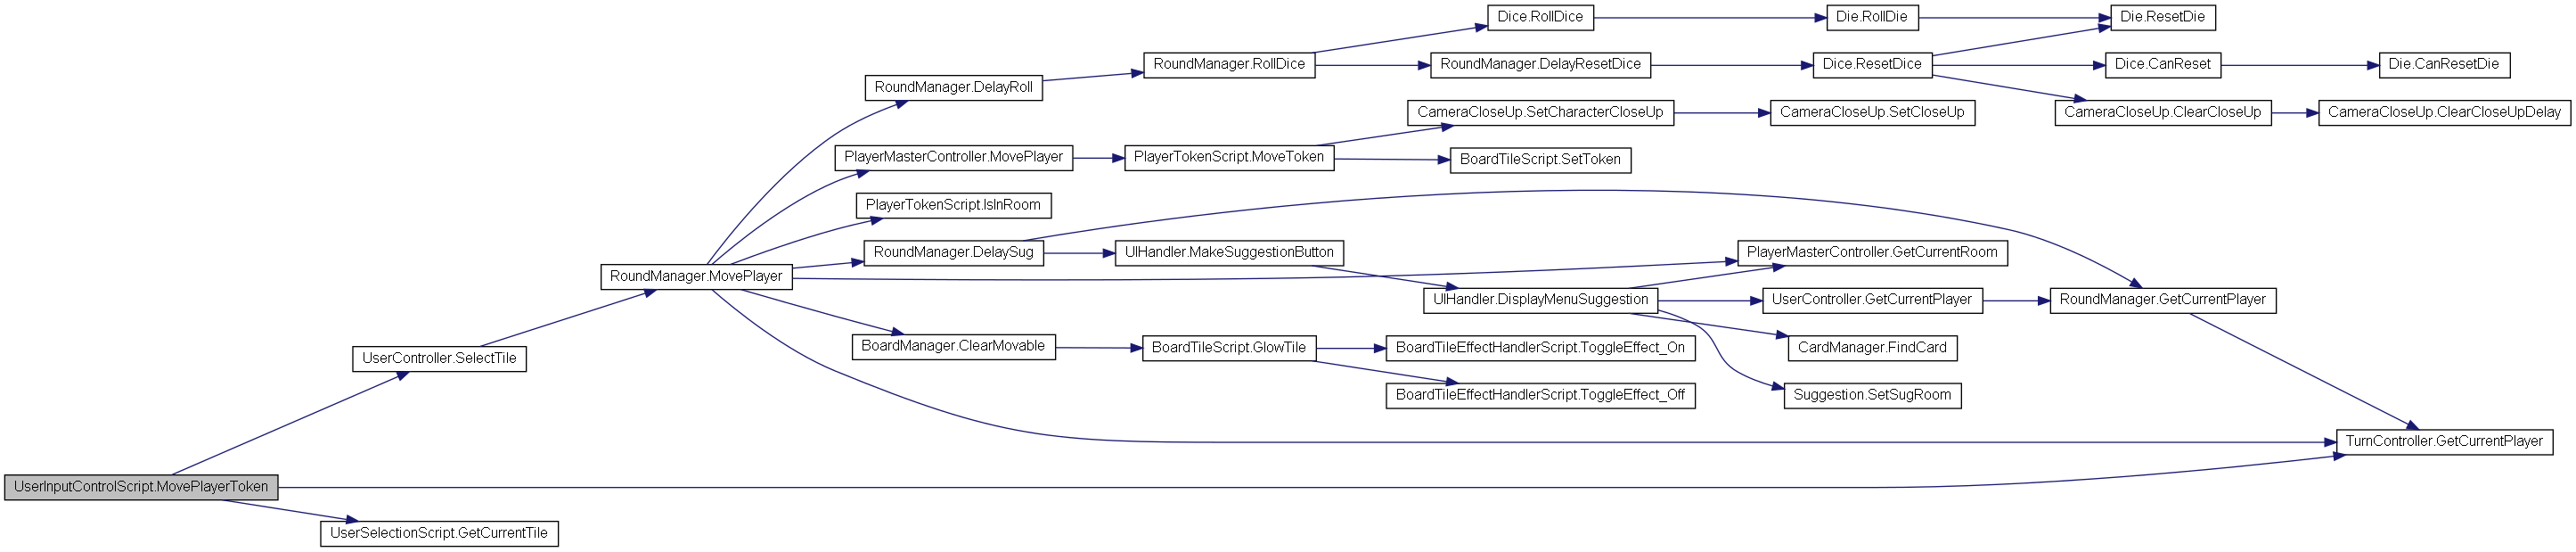 Dice.RollDice
Die.RollDie
Die.ResetDie
RoundManager.RollDice
RoundManager.DelayResetDice
Dice.ResetDice
Dice.CanReset
Die.CanResetDie
RoundManager.DelayRoll
CameraCloseUp.SetCharacterCloseUp
CameraCloseUp.SetCloseUp
CameraCloseUp.ClearCloseUp
CameraCloseUp.ClearCloseUpDelay
PlayerMasterController.MovePlayer
PlayerTokenScript.MoveToken
BoardTileScript.SetToken
PlayerTokenScript.IsInRoom
RoundManager.DelaySug
UIHandler.MakeSuggestionButton
PlayerMasterController.GetCurrentRoom
RoundManager.MovePlayer
UIHandler.DisplayMenuSuggestion
UserController.GetCurrentPlayer
RoundManager.GetCurrentPlayer
BoardManager.ClearMovable
BoardTileScript.GlowTile
BoardTileEffectHandlerScript.ToggleEffect_On
CardManager.FindCard
UserController.SelectTile
BoardTileEffectHandlerScript.ToggleEffect_Off
Suggestion.SetSugRoom
TurnController.GetCurrentPlayer
UserInputControlScript.MovePlayerToken
UserSelectionScript.GetCurrentTile